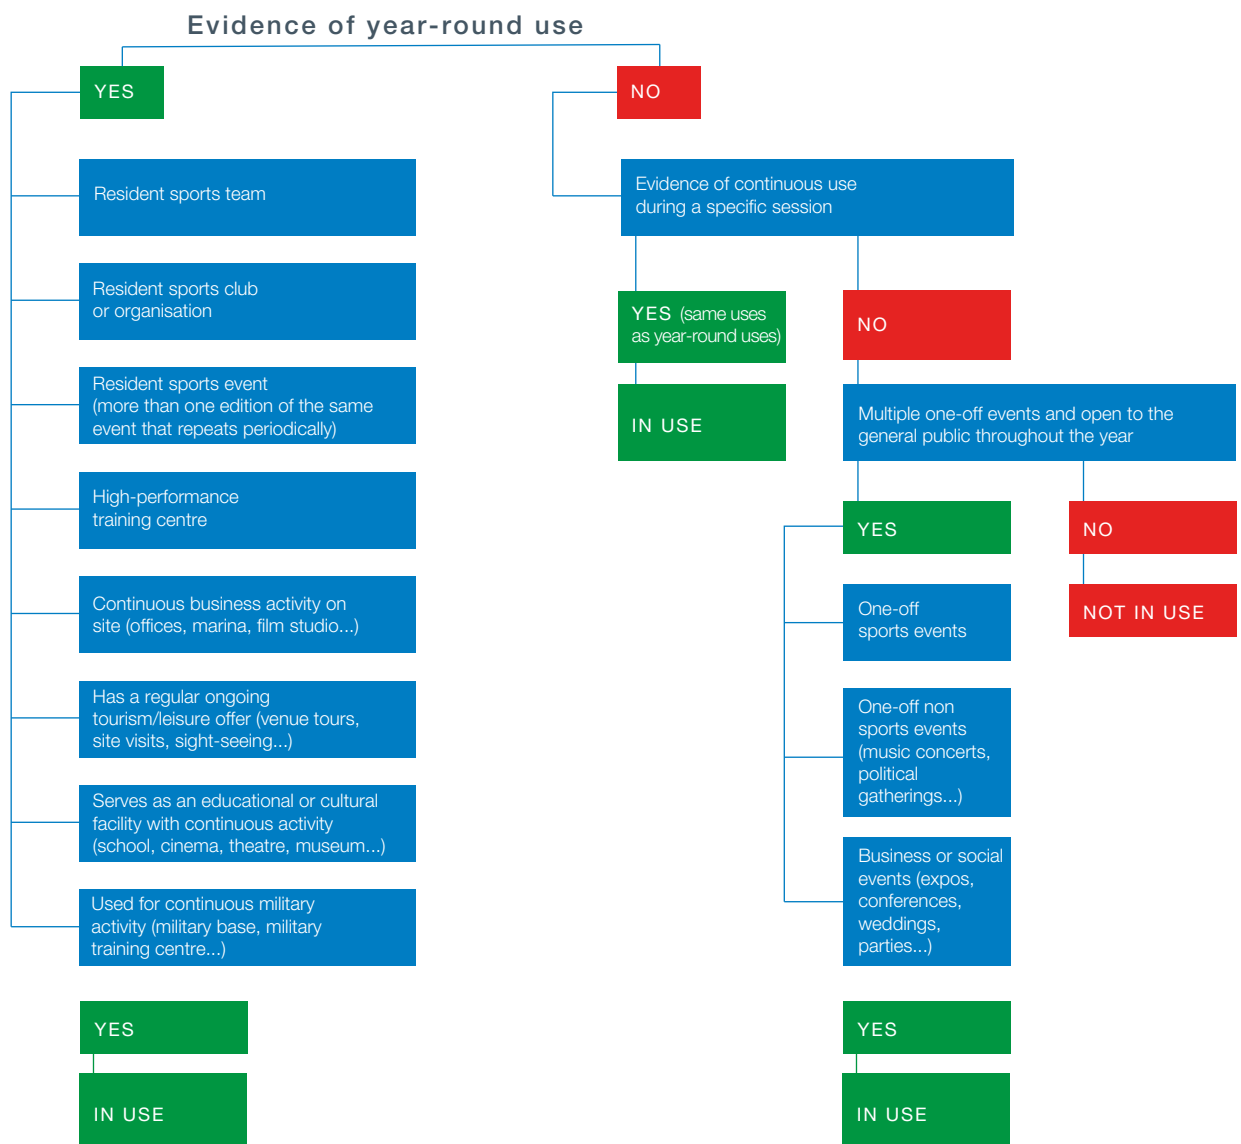 Evidence of year-round use
YES
Resident sports team
Resident sports club
or organisation
Resident sports event
(more than one edition of the same
event that repeats periodically)
High-performance
training centre
Continuous business activity on
site (offices, marina, film studio...)
Has a regular ongoing
tourism/leisure offer (venue tours,
site visits, sight-seeing...)
Serves as an educational or cultural
facility with continuous activity
(school, cinema, theatre, museum...)
Used for continuous military
activity (military base, military
training centre...)
YES
IN USE
NO
Evidence of continuous use
during a specific session
YES (same uses
as year-round uses)
IN USE
NO
Multiple one-off events and open to the
general public throughout the year
YES
One-off
sports events
One-off non
sports events
(music concerts,
political
gatherings...)
Business or social
events (expos,
conferences,
weddings,
parties...)
YES
IN USE
NO
NOT IN USE